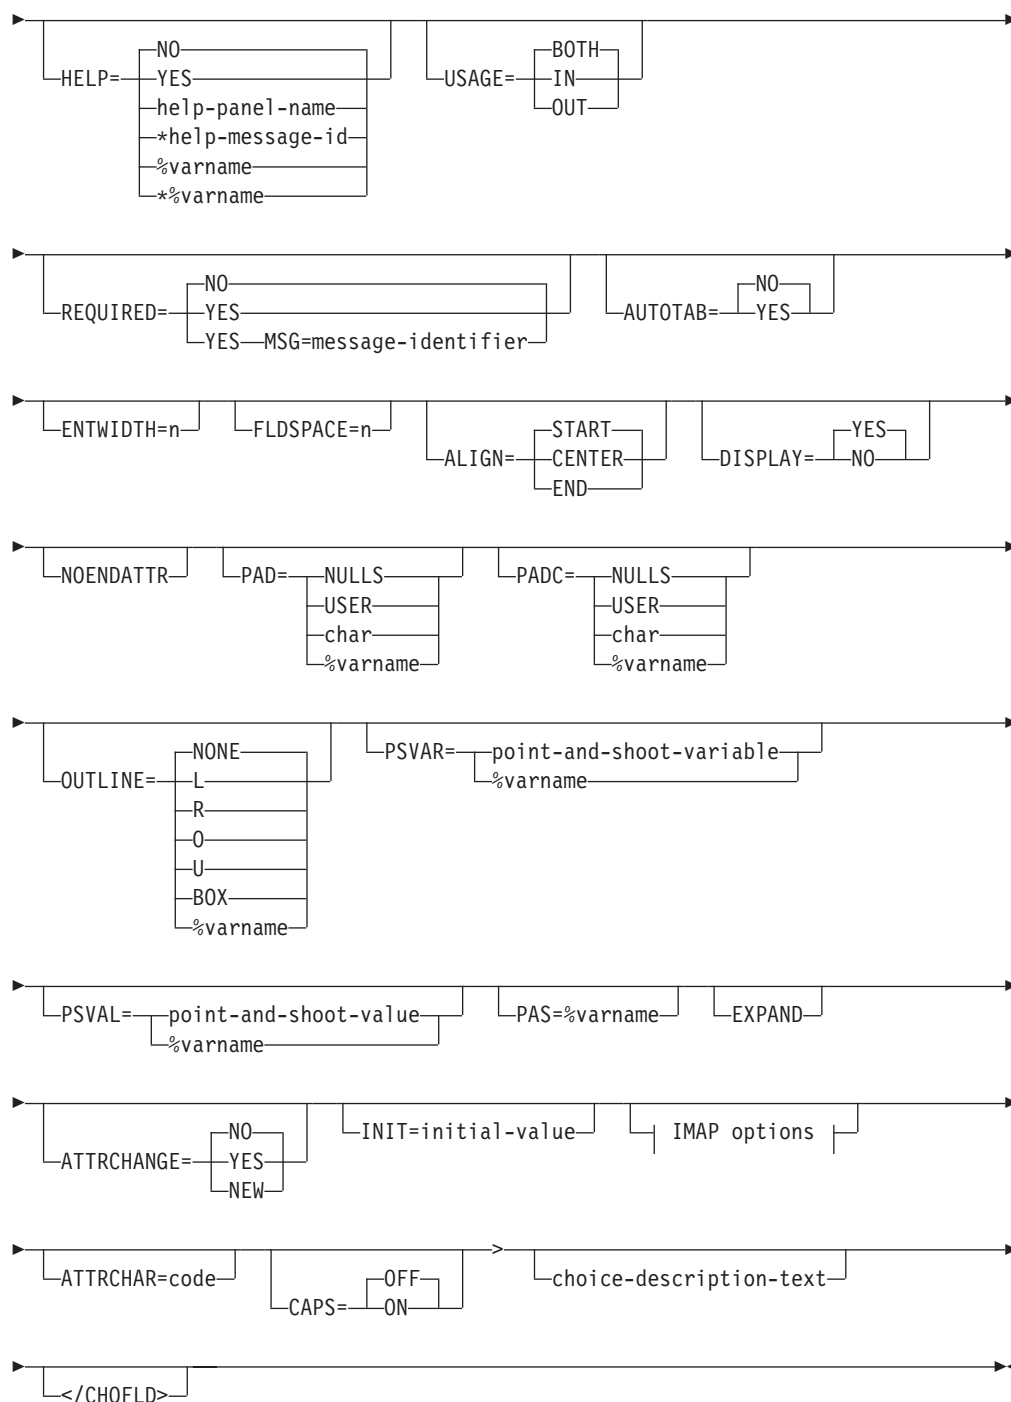 NO
BOTH
HELP= YES
USAGE= IN
help-panel-name
OUT
*help-message-id
%varname
*%varname
NO
NO
REQUIRED= YES
AUTOTAB= YES
YES MSG=message-identifier
ENTWIDTH=n
FLDSPACE=n
START
YES
ALIGN= CENTER
DISPLAY= NO
END
NOENDATTR
PAD= NULLS
PADC= NULLS
USER
USER
char
char
%varname
%varname
NONE
PSVAR= point-and-shoot-variable
OUTLINE= L
%varname
R
O
U
BOX
%varname
PSVAL= point-and-shoot-value
PAS=%varname
EXPAND
%varname
NO
INIT=initial-value
IMAP options
ATTRCHANGE= YES
NEW
>
ATTRCHAR=code
OFF
choice-description-text
CAPS= ON
</CHOFLD>